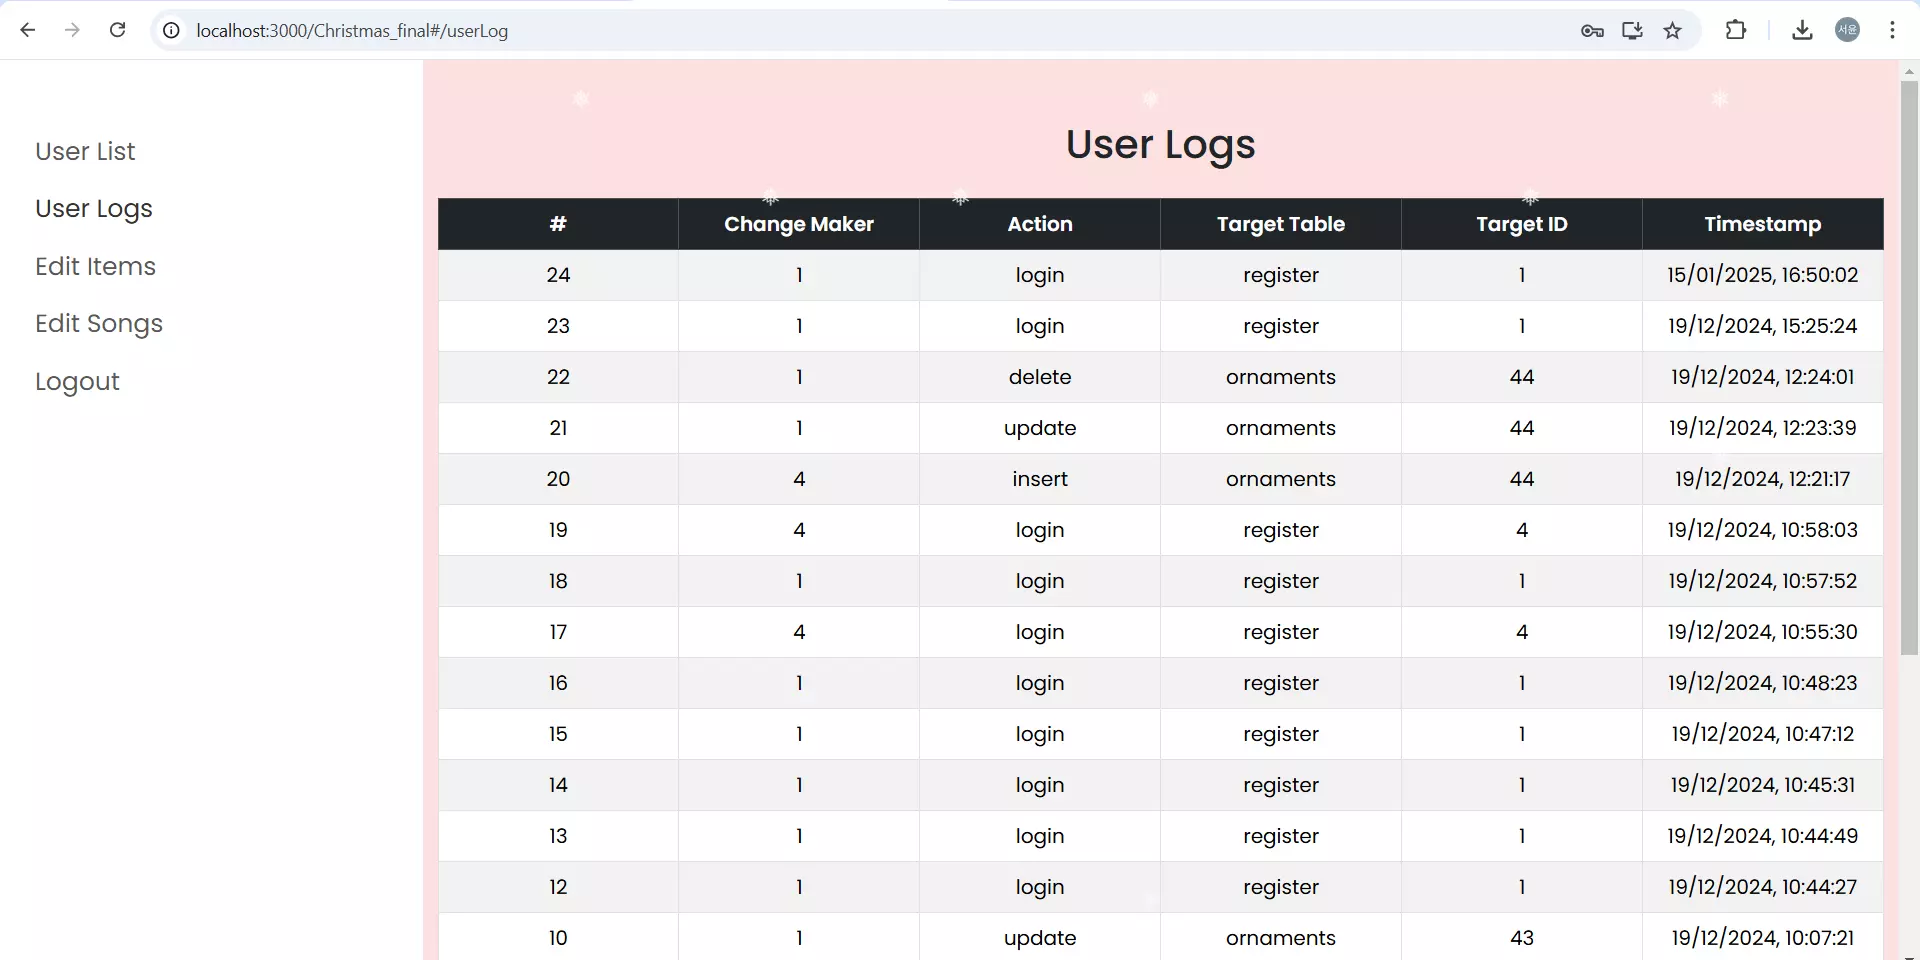 localhost:3000/Christmas_final#/userLog
서윤
User List
User Logs
Edit Items
Edit Songs
Logout
User Logs
# Change Maker Action Target Table Target ID Timestamp
24 1 login register 1 15/01/2025, 16:50:02
23 1 login register 1 19/12/2024, 15:25:24
22 1 delete ornaments 44 19/12/2024, 12:24:01
21 1 update ornaments 44 19/12/2024, 12:23:39
20 4 insert ornaments 44 19/12/2024, 12:21:17
19 4 login register 4 19/12/2024, 10:58:03
18 1 login register 1 19/12/2024, 10:57:52
17 4 login register 4 19/12/2024, 10:55:30
16 1 login register 1 19/12/2024, 10:48:23
15 1 login register 1 19/12/2024, 10:47:12
14 1 login register 1 19/12/2024, 10:45:31
13 1 login register 1 19/12/2024, 10:44:49
12 1 login register 1 19/12/2024, 10:44:27
10 1 update ornaments 43 19/12/2024, 10:07:21